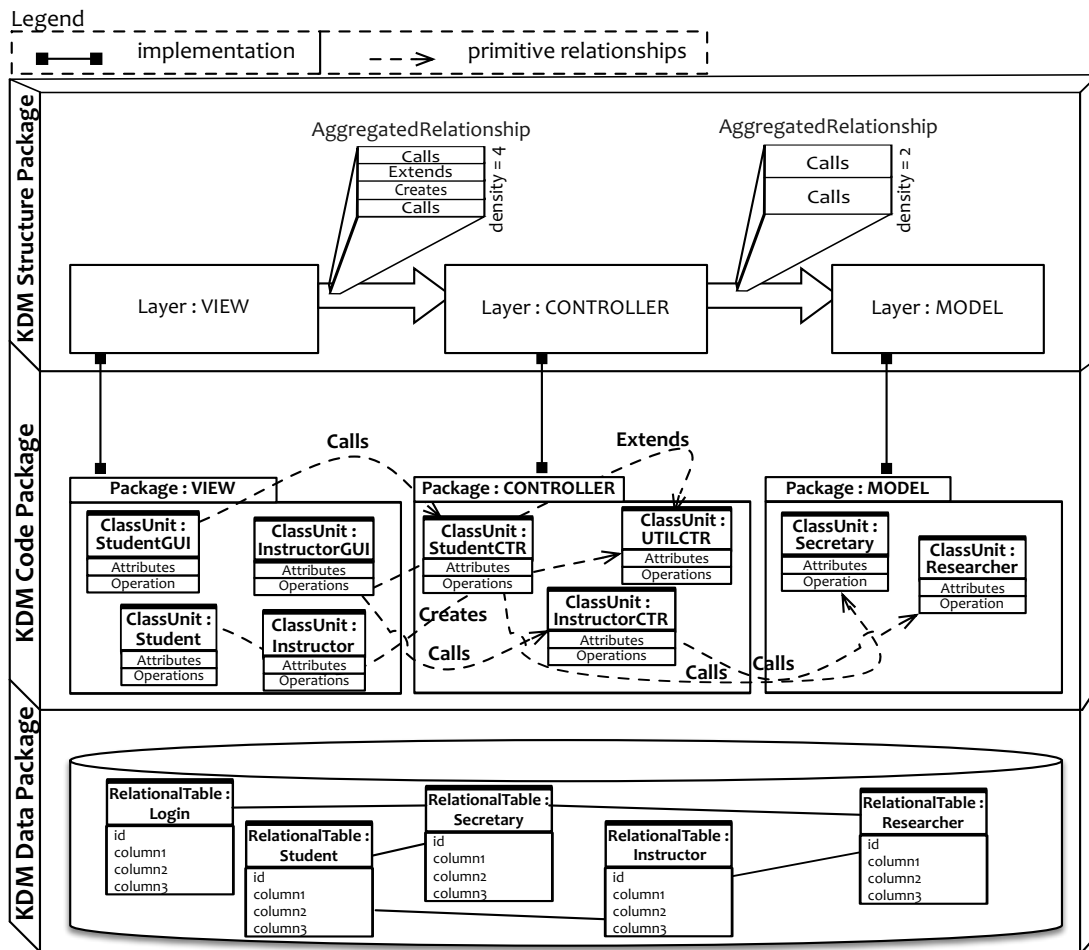 Legend
implementation
primitive relationships
KDM Structure Package
AggregatedRelationship
Calls
Extends
Creates
Calls
density = 4
AggregatedRelationship
Calls
Calls
density = 2
Layer : VIEW
Layer : CONTROLLER
Layer : MODEL
KDM Code Package
Calls
Extends
Package : VIEW
Package : CONTROLLER
Package : MODEL
ClassUnit :
StudentGUI
Attributes
Operation
ClassUnit :
InstructorGUI
Attributes
Operations
ClassUnit :
StudentCTR
Attributes
Operations
ClassUnit :
UTILCTR
Attributes
Operations
ClassUnit :
Secretary
Attributes
Operation
ClassUnit :
Researcher
Attributes
Operation
ClassUnit :
Student
Attributes
Operations
ClassUnit :
Instructor
Attributes
Operations
Creates
Calls
ClassUnit :
InstructorCTR
Attributes
Operations
Calls
Calls
KDM Data Package
RelationalTable :
Login
id
column1
column2
column3
RelationalTable :
Student
id
column1
column2
column3
RelationalTable :
Secretary
id
column1
column2
column3
RelationalTable :
Instructor
id
column1
column2
column3
RelationalTable :
Researcher
id
column1
column2
column3